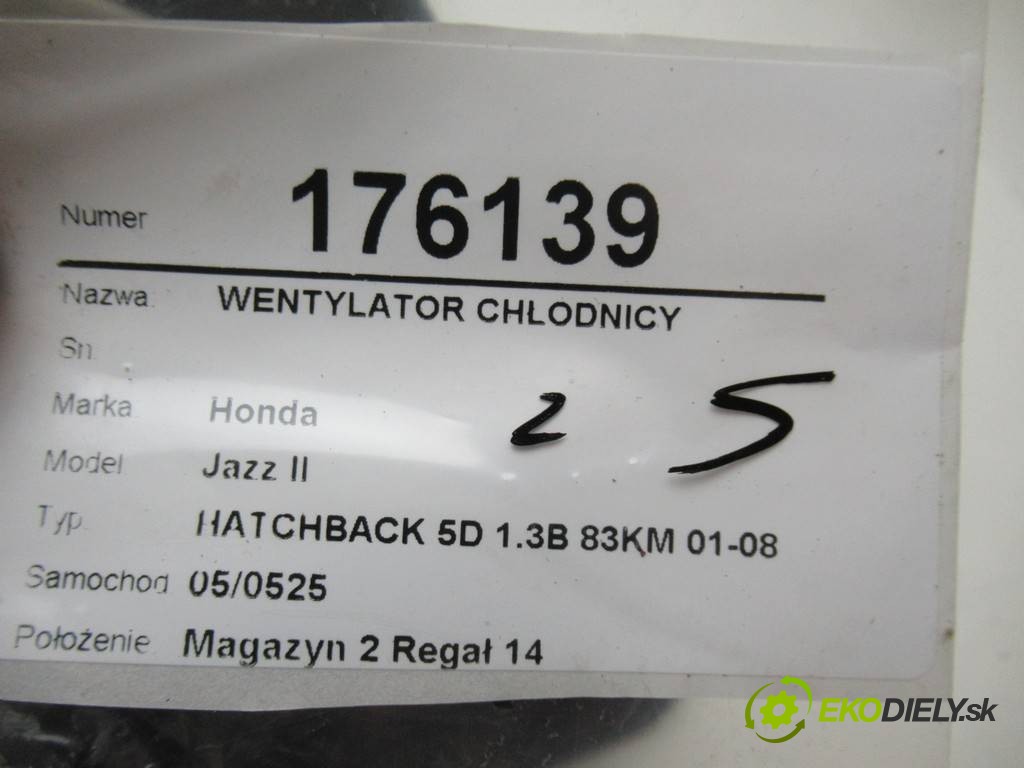 Numer 176139
Nazwa WENTYLATOR CHŁODNICY
Sn.
Marka Honda
2 5
Model Jazz II
Typ HATCHBACK 5D 1.3B 83KM 01-08
Samochod 05/0525
Położenie Magazyn 2 Regał 14
EKODIELY.sk